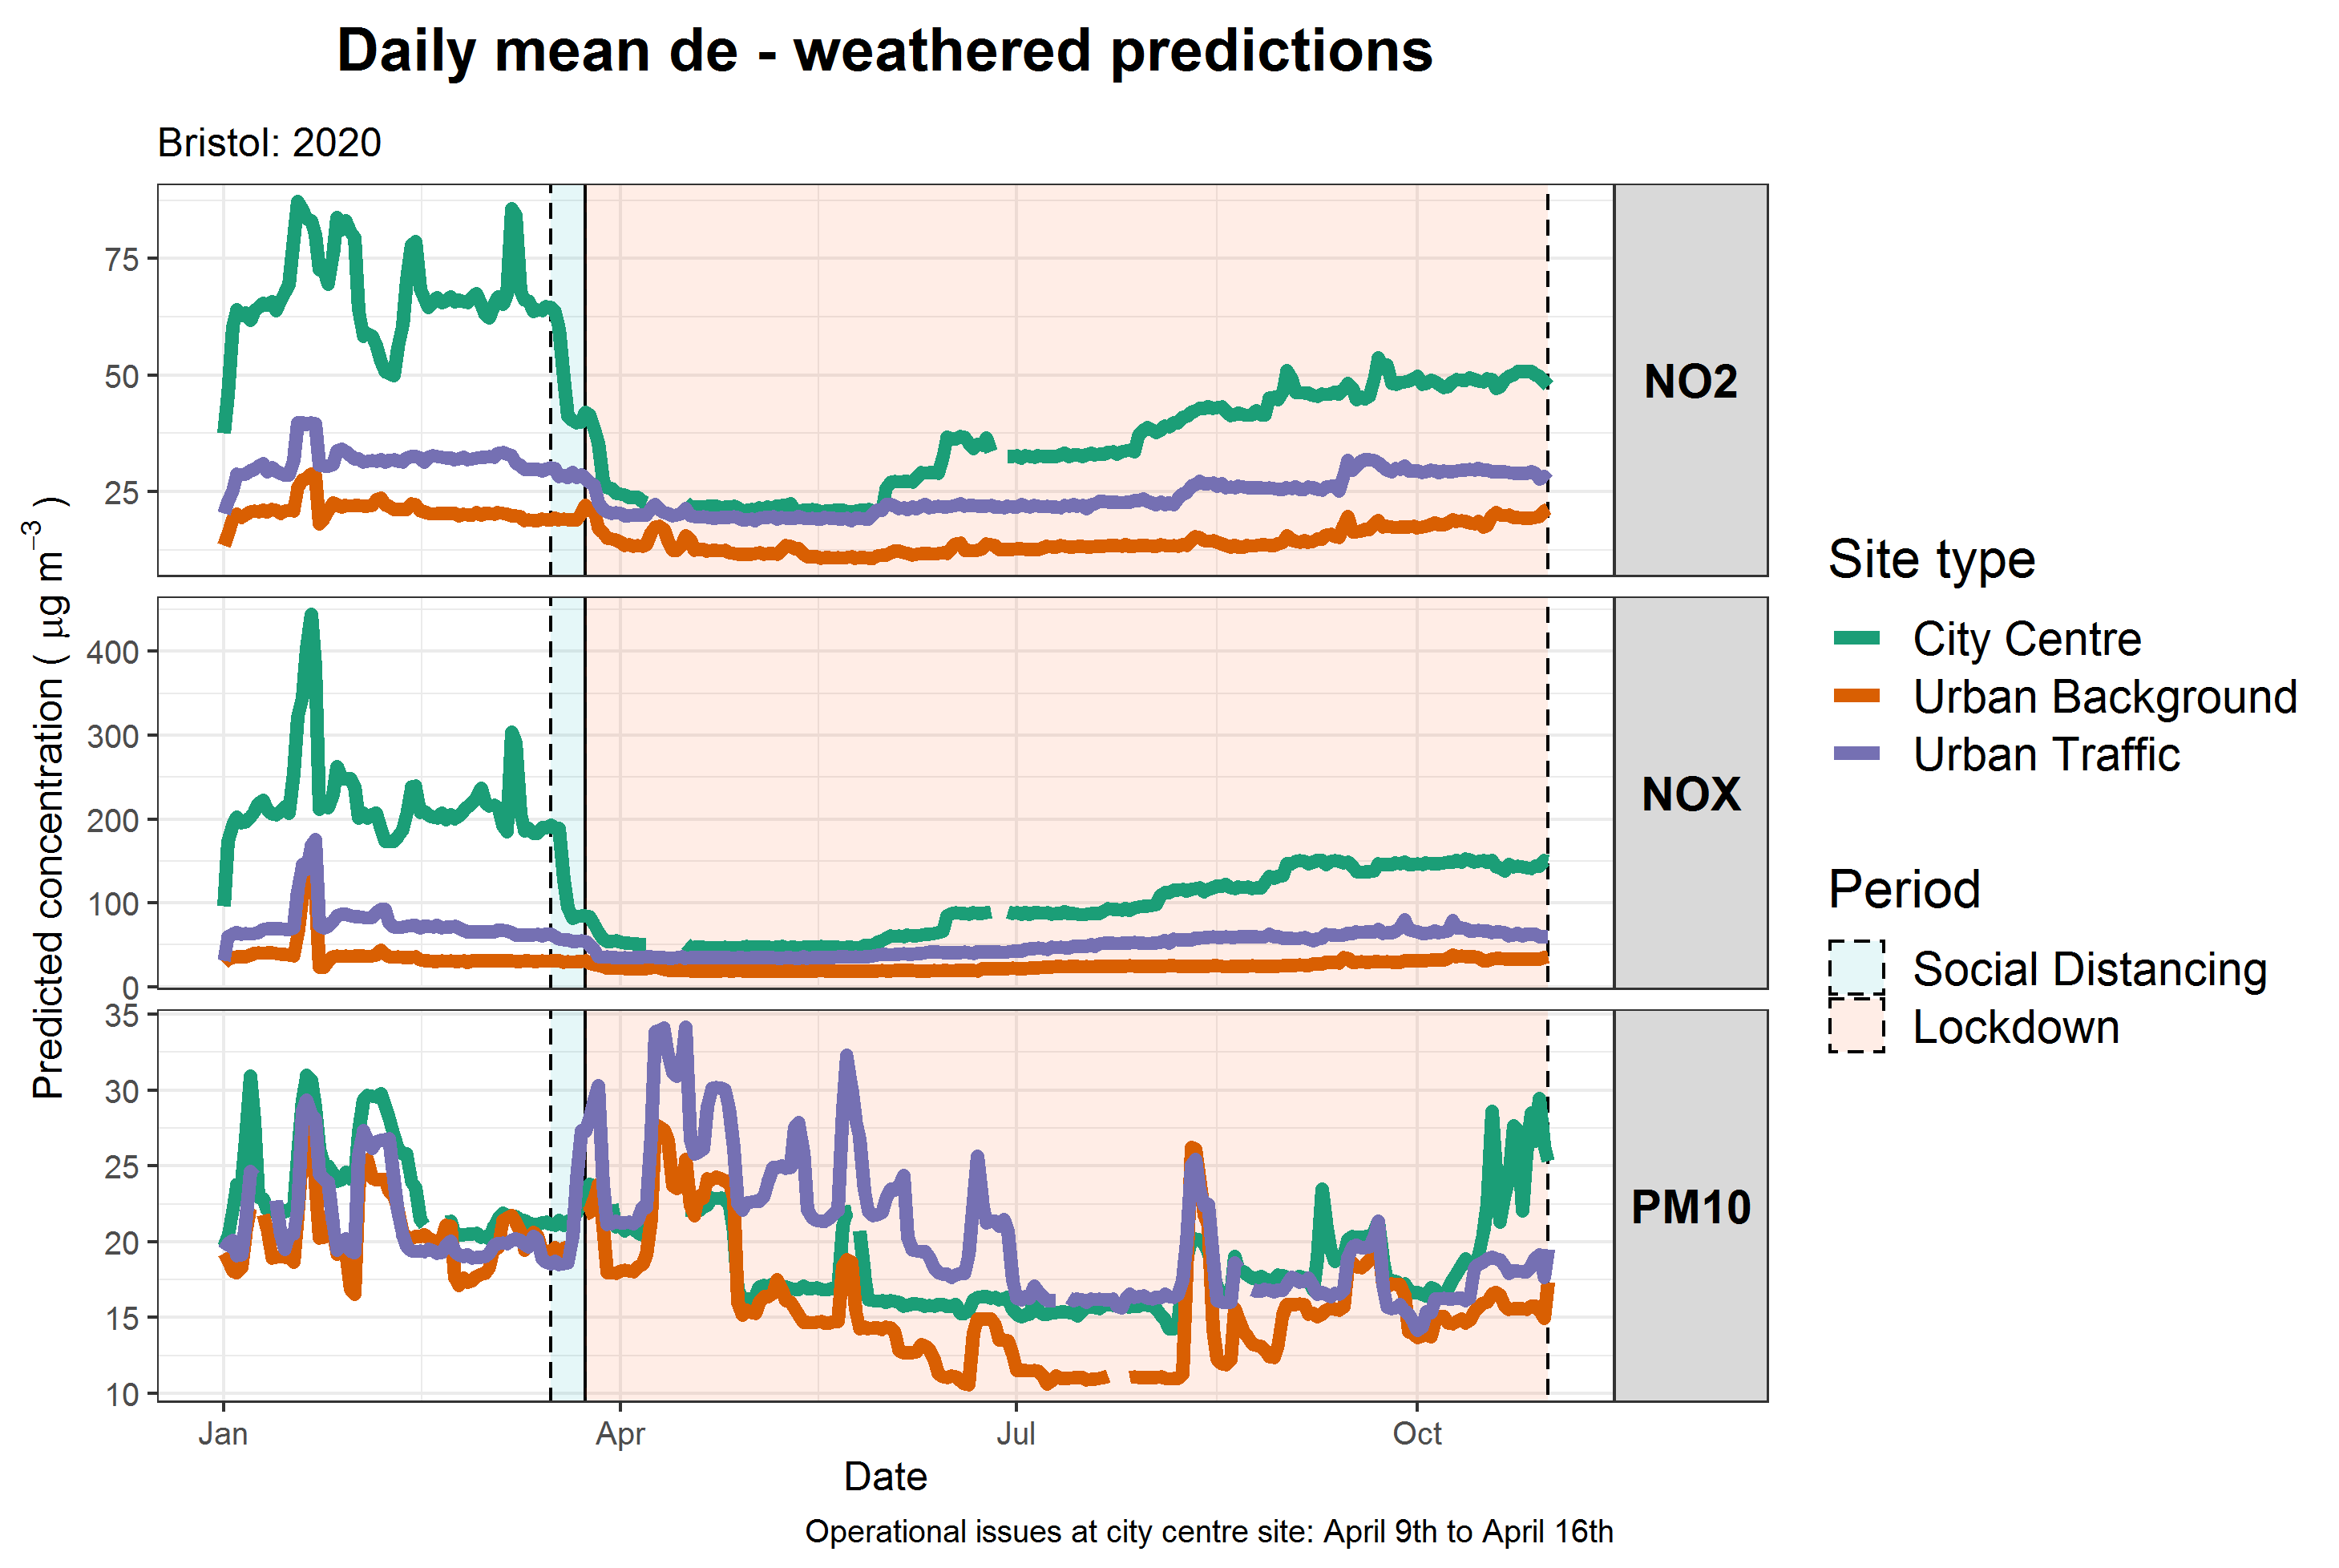 Daily mean de - weathered predictions
Bristol: 2020
Predicted concentration ( µg m⁻³ )
75
50
25
NO2
400
300
200
100
0
NOX
35
30
25
20
15
10
PM10
Jan Apr Jul Oct
Date
Operational issues at city centre site: April 9th to April 16th
Site type
City Centre
Urban Background
Urban Traffic
Period
Social Distancing
Lockdown